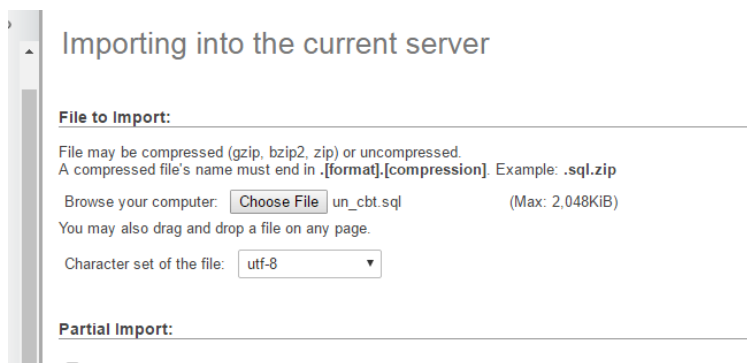 Importing into the current server
File to Import:
File may be compressed (gzip, bzip2, zip) or uncompressed.
A compressed file's name must end in .[format].[compression]. Example: .sql.zip
Browse your computer: Choose File un_cbt.sql (Max: 2,048KiB)
You may also drag and drop a file on any page.
Character set of the file: utf-8
Partial Import: